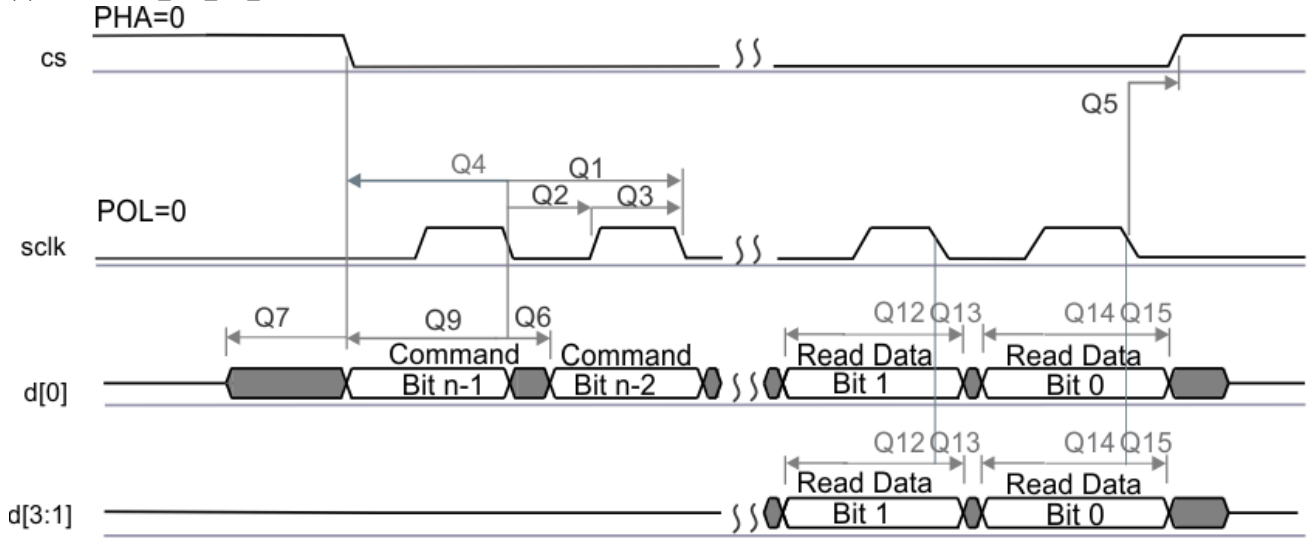 PHA=0
cs
Q5
Q4 Q1
Q2 Q3
POL=0
sclk
Q7 Q9 Q6 Q12 Q13 Q14 Q15
Command Command Read Data Read Data
d[0] Bit n-1 Bit n-2 Bit 1 Bit 0
Q12 Q13 Q14 Q15
Read Data Read Data
d[3:1] Bit 1 Bit 0